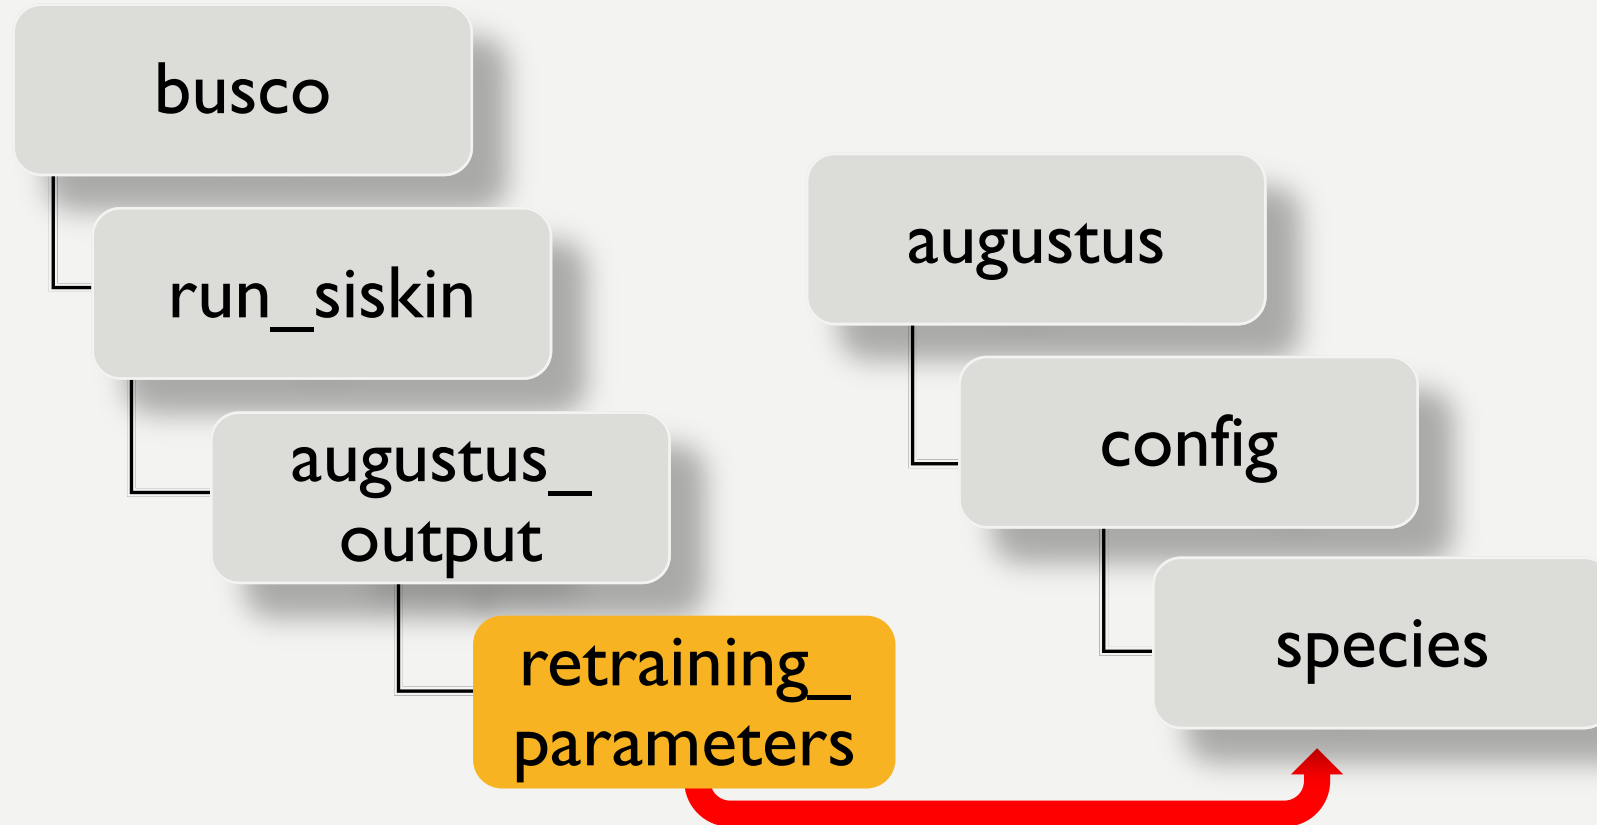 busco
run_siskin
augustus_
output
retraining_
parameters
augustus
config
species